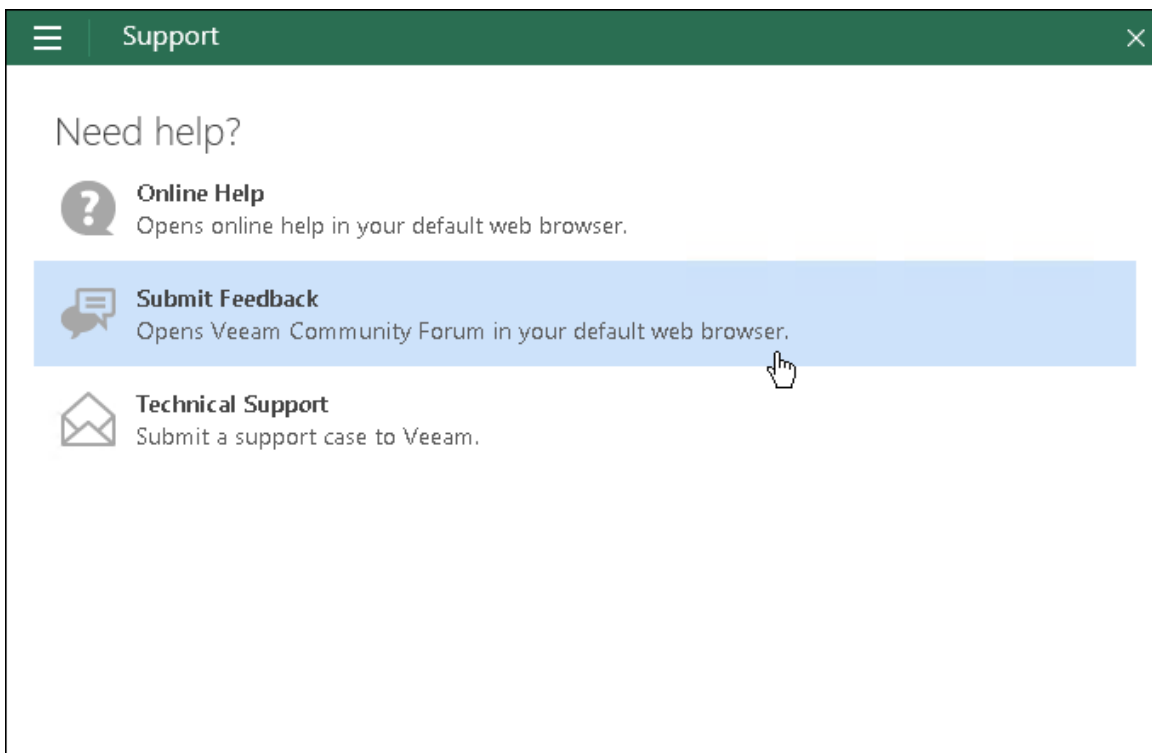 Support
Need help?
Online Help
Opens online help in your default web browser.
Submit Feedback
Opens Veeam Community Forum in your default web browser.
Technical Support
Submit a support case to Veeam.